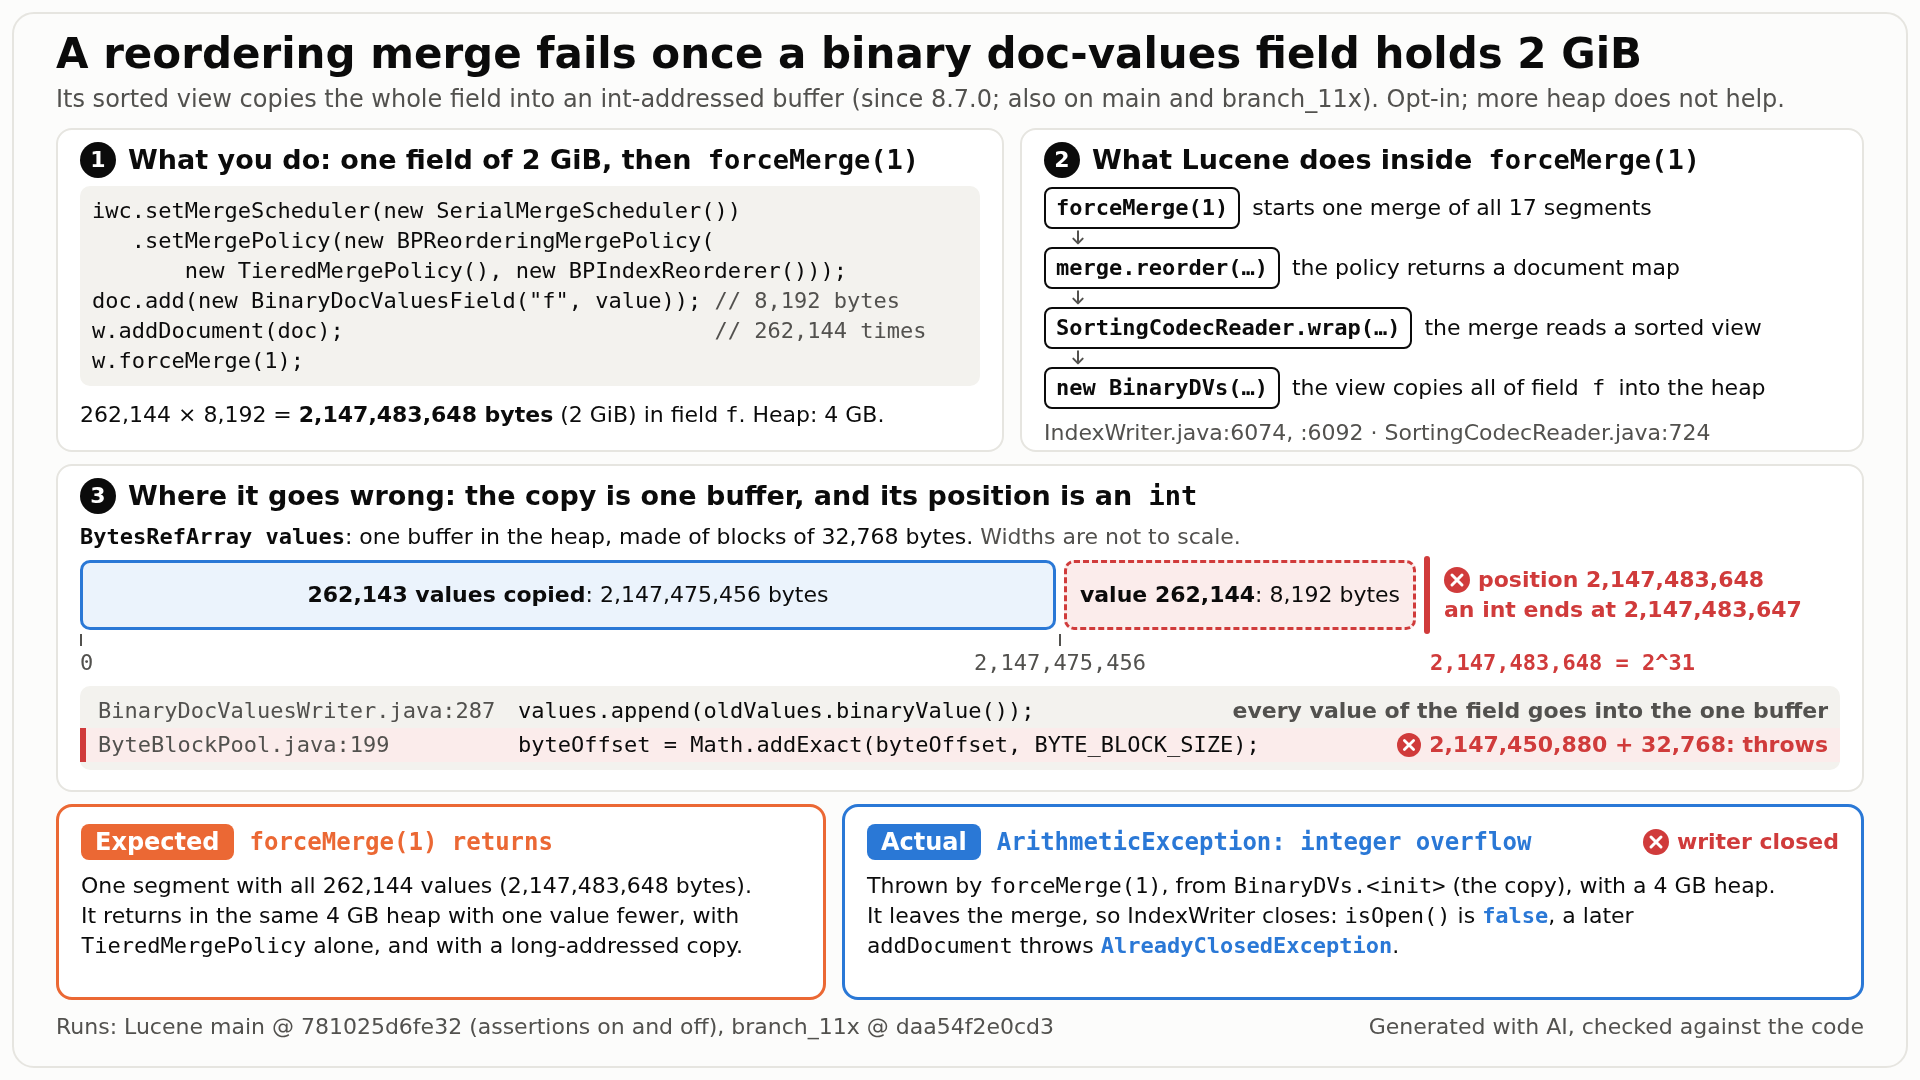 A reordering merge fails once a binary doc-values field holds 2 GiB
Its sorted view copies the whole field into an int-addressed buffer (since 8.7.0; also on main and branch_11x). Opt-in; more heap does not help.
1 What you do: one field of 2 GiB, then forceMerge(1)
iwc.setMergeScheduler(new SerialMergeScheduler())
   .setMergePolicy(new BPReorderingMergePolicy(
       new TieredMergePolicy(), new BPIndexReorderer()));
doc.add(new BinaryDocValuesField("f", value)); // 8,192 bytes
w.addDocument(doc);                            // 262,144 times
w.forceMerge(1);
262,144 × 8,192 = 2,147,483,648 bytes (2 GiB) in field f. Heap: 4 GB.
2 What Lucene does inside forceMerge(1)
forceMerge(1) starts one merge of all 17 segments
↓
merge.reorder(…) the policy returns a document map
↓
SortingCodecReader.wrap(…) the merge reads a sorted view
↓
new BinaryDVs(…) the view copies all of field f into the heap
IndexWriter.java:6074, :6092 · SortingCodecReader.java:724
3 Where it goes wrong: the copy is one buffer, and its position is an int
BytesRefArray values: one buffer in the heap, made of blocks of 32,768 bytes. Widths are not to scale.
262,143 values copied: 2,147,475,456 bytes
value 262,144: 8,192 bytes
position 2,147,483,648
an int ends at 2,147,483,647
0
2,147,475,456
2,147,483,648 = 2^31
BinaryDocValuesWriter.java:287 values.append(oldValues.binaryValue()); every value of the field goes into the one buffer
ByteBlockPool.java:199 byteOffset = Math.addExact(byteOffset, BYTE_BLOCK_SIZE); 2,147,450,880 + 32,768: throws
Expected forceMerge(1) returns
One segment with all 262,144 values (2,147,483,648 bytes).
It returns in the same 4 GB heap with one value fewer, with
TieredMergePolicy alone, and with a long-addressed copy.
Actual ArithmeticException: integer overflow writer closed
Thrown by forceMerge(1), from BinaryDVs.<init> (the copy), with a 4 GB heap.
It leaves the merge, so IndexWriter closes: isOpen() is false, a later
addDocument throws AlreadyClosedException.
Runs: Lucene main @ 781025d6fe32 (assertions on and off), branch_11x @ daa54f2e0cd3
Generated with AI, checked against the code